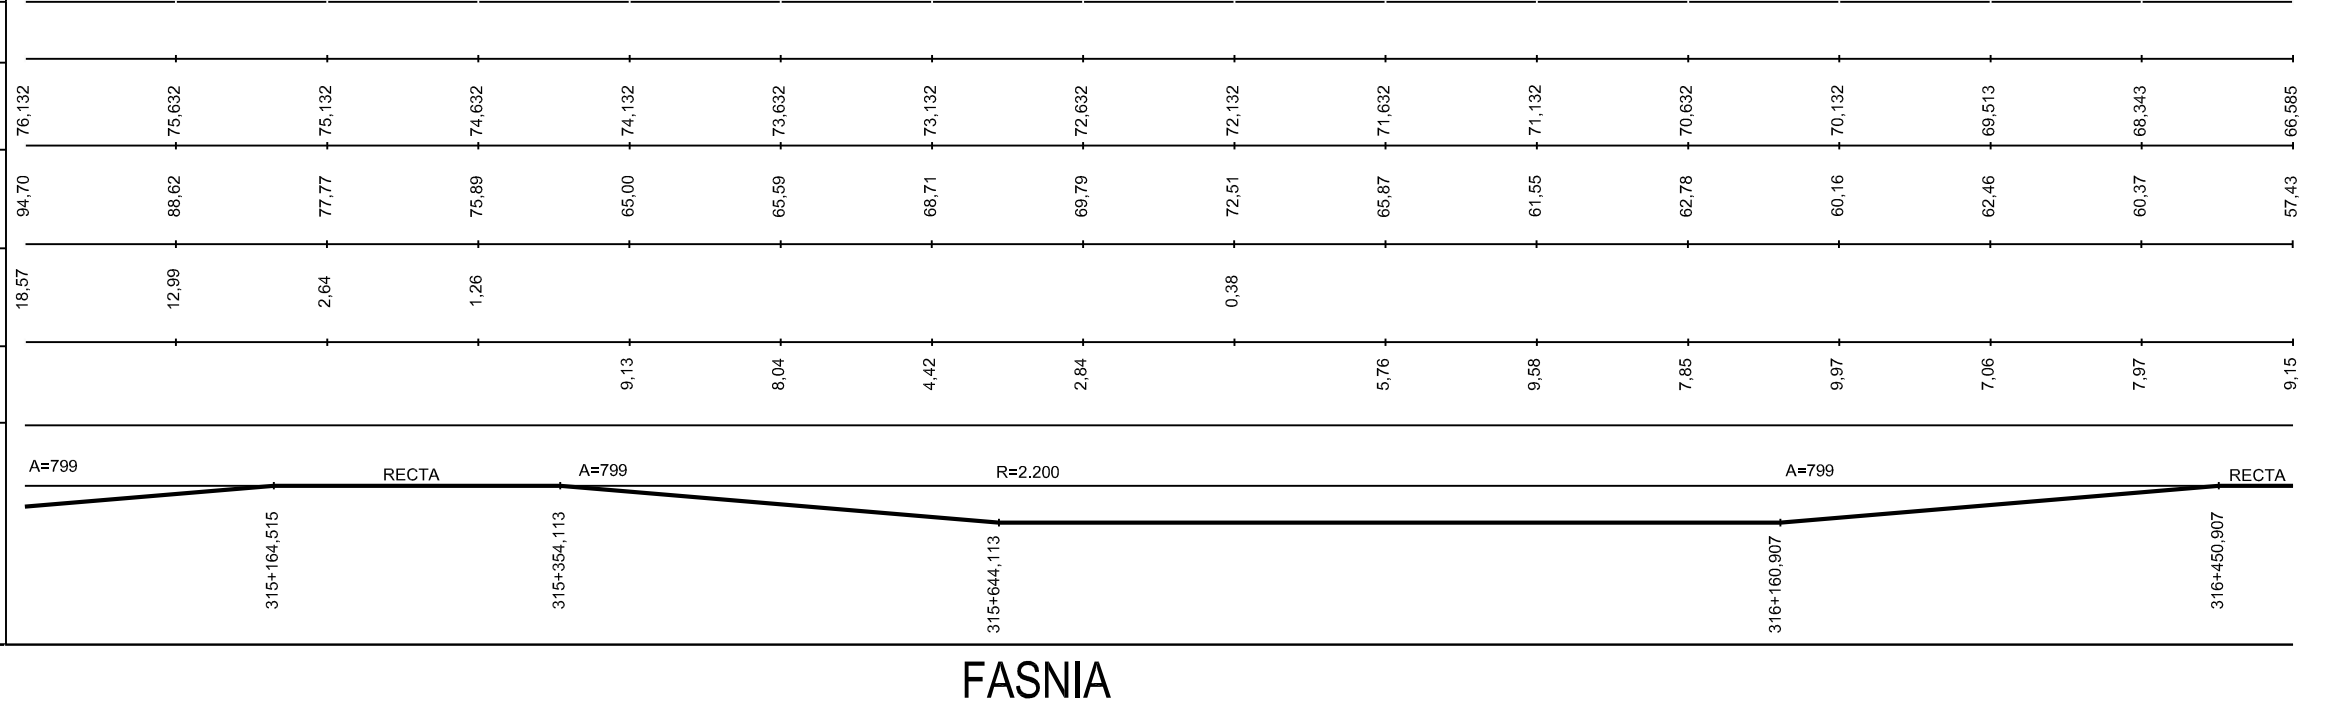 76,132 75,632 75,132 74,632 74,132 73,632 73,132 72,632 72,132 71,632 71,132 70,632 70,132 69,513 68,343 66,585
94,70 88,62 77,77 75,89 65,00 65,59 68,71 69,79 72,51 65,87 61,55 62,78 60,16 62,46 60,37 57,43
18,57 12,99 2,64 1,26 0,38
9,13 8,04 4,42 2,84 5,76 9,58 7,85 9,97 7,06 7,97 9,15
A=799 RECTA A=799 R=2.200 A=799 RECTA
315+164,515 315+354,113 315+644,113 316+160,907 316+450,907
FASNIA